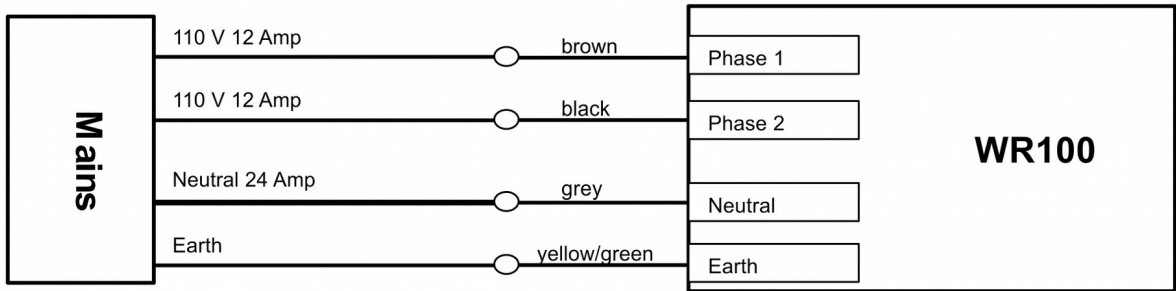 110 V 12 Amp
brown
Phase 1
110 V 12 Amp
black
Phase 2
Mains
WR100
Neutral 24 Amp
grey
Neutral
Earth
yellow/green
Earth